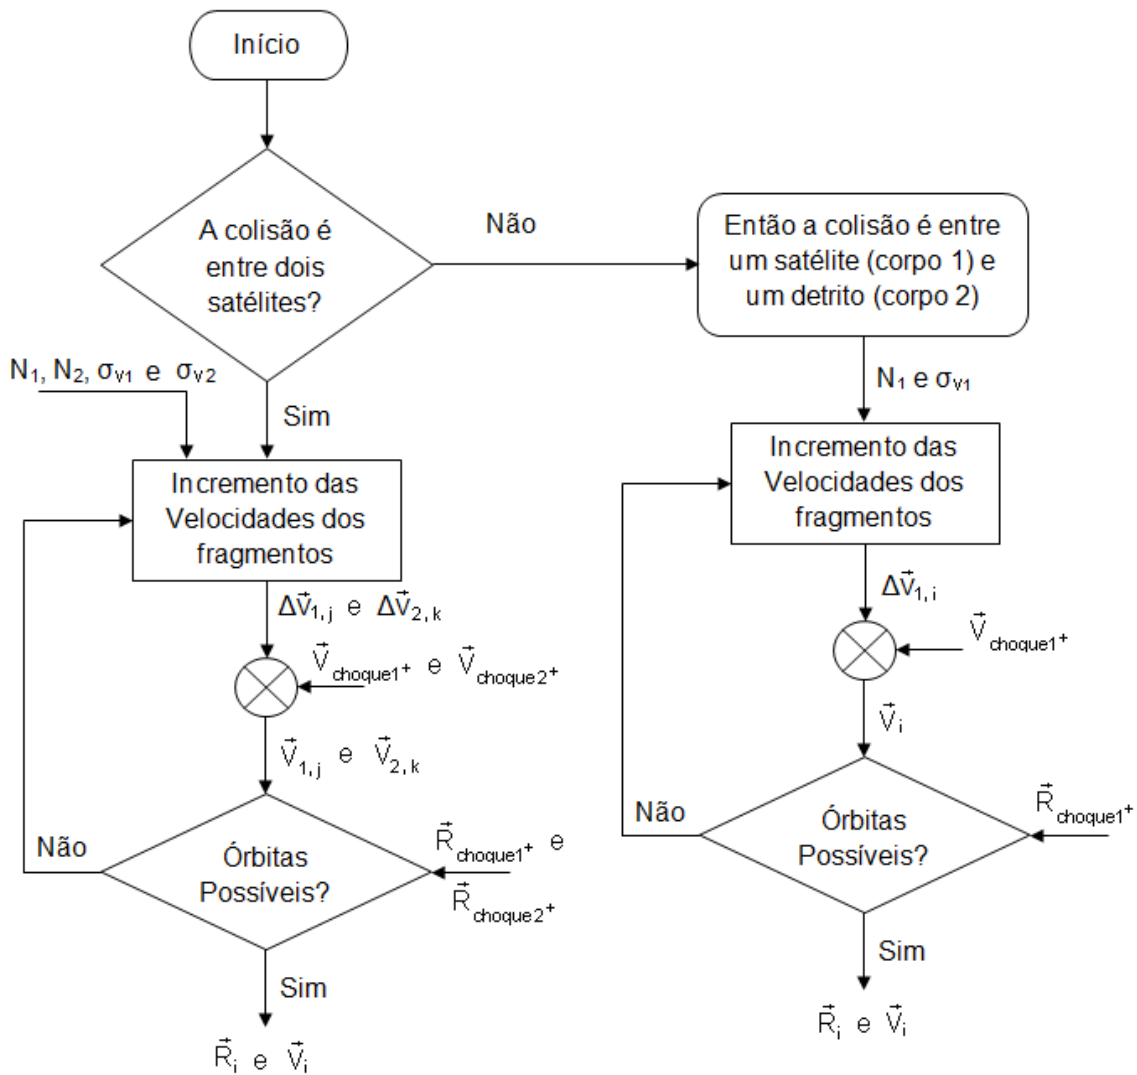 Início
A colisão é
entre dois
satélites?
Não
Então a colisão é entre
um satélite (corpo 1) e
um detrito (corpo 2)
N₁, N₂, σᵥ₁ e σᵥ₂
Sim
Incremento das
Velocidades dos
fragmentos
ΔV⃗₁,ⱼ e ΔV⃗₂,ₖ
V⃗choque1⁺ e V⃗choque2⁺
V⃗₁,ⱼ e V⃗₂,ₖ
Não
Órbitas
Possíveis?
R⃗choque1⁺ e
R⃗choque2⁺
Sim
R⃗ᵢ e V⃗ᵢ
N₁ e σᵥ₁
Incremento das
Velocidades dos
fragmentos
ΔV⃗₁,ᵢ
V⃗choque1⁺
V⃗ᵢ
Não
Órbitas
Possíveis?
R⃗choque1⁺
Sim
R⃗ᵢ e V⃗ᵢ